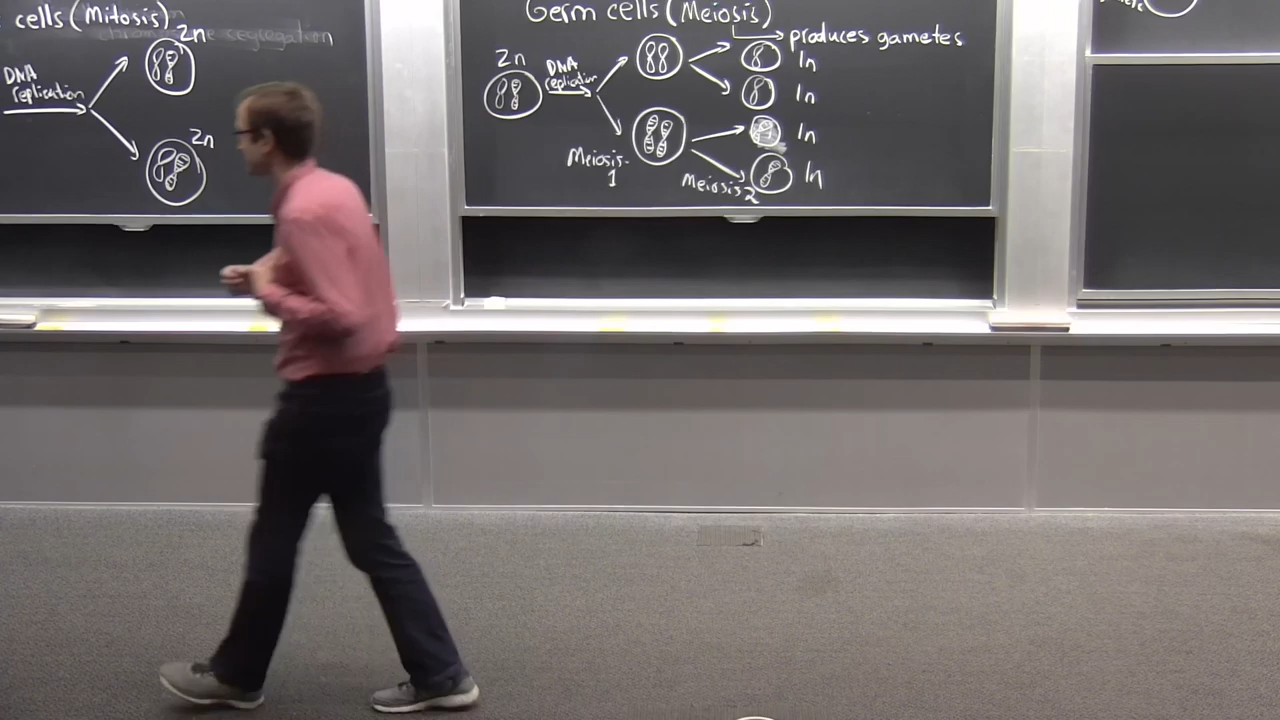 cells (Mitosis)
segregation
2n
DNA
replication
2n
Germ cells (Meiosis)
produces gametes
2n
DNA
replication
1n
1n
1n
1n
Meiosis-
1
Meiosis 2